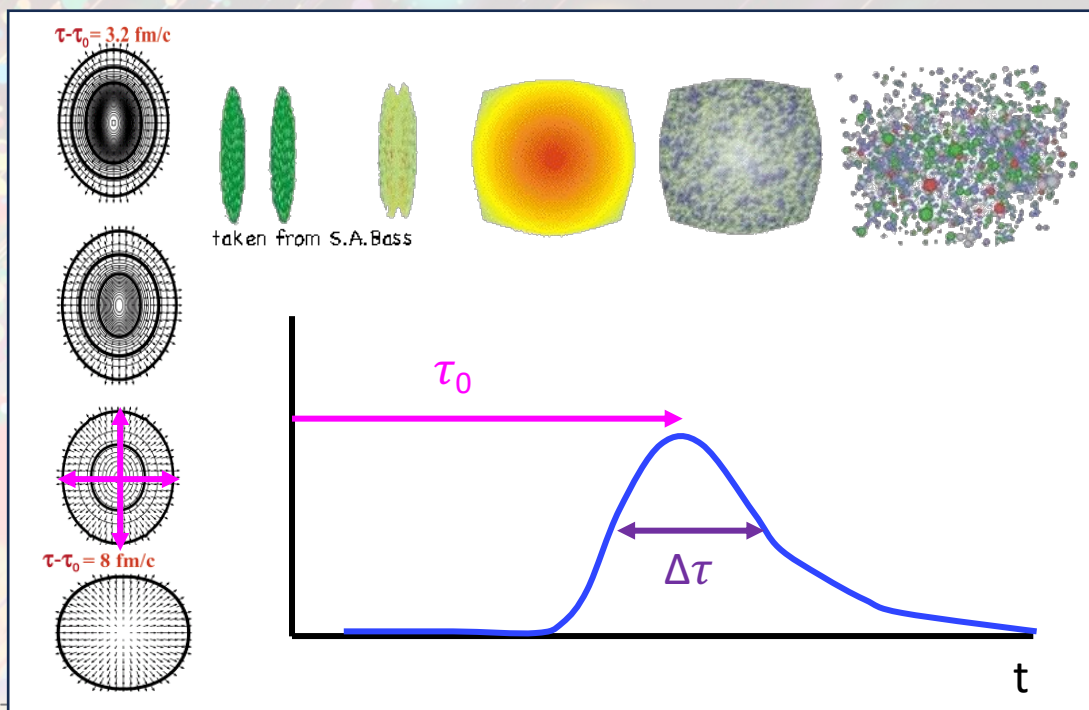 τ-τ₀= 3.2 fm/c
taken from S.A.Bass
τ₀
Δτ
τ-τ₀= 8 fm/c
t